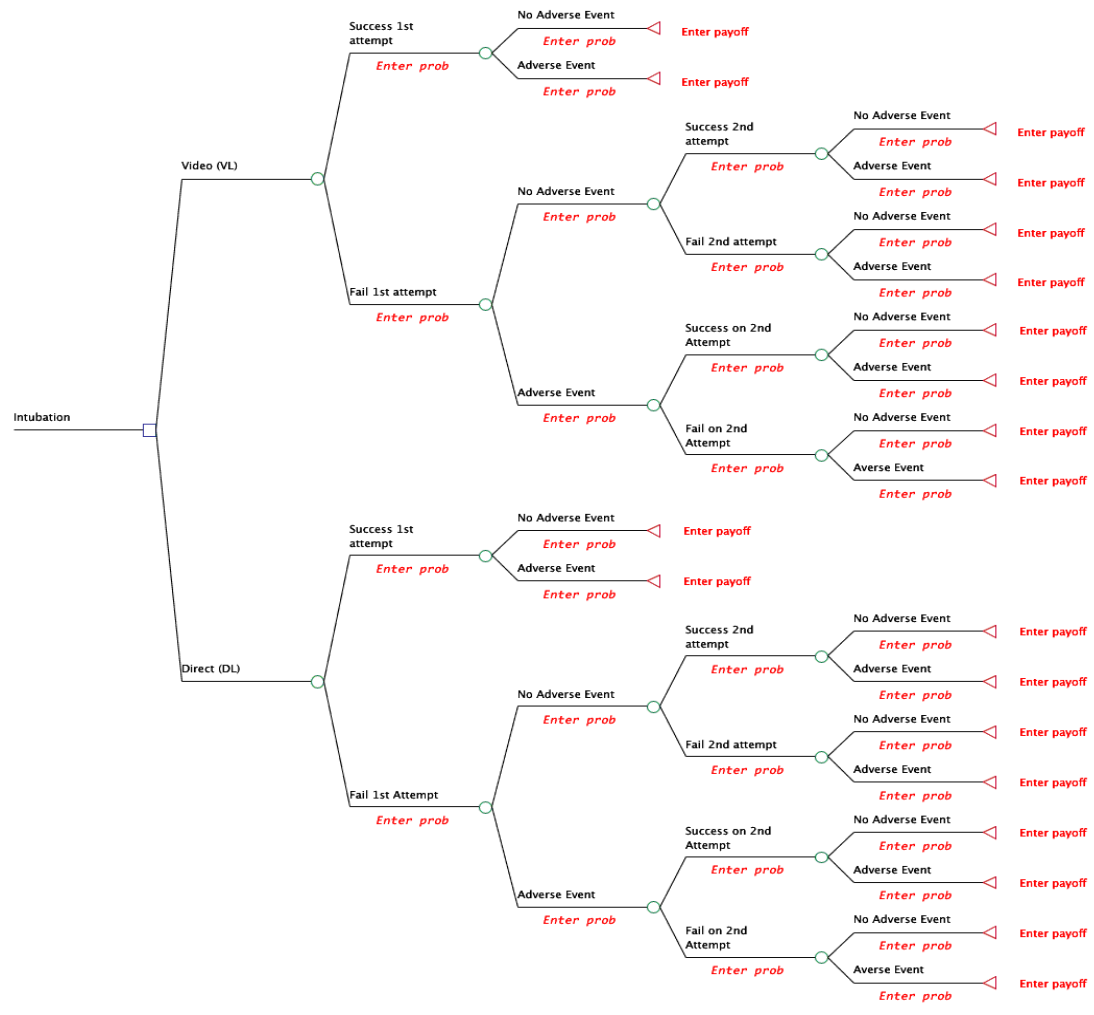 No Adverse Event
Success 1st
attempt
Enter prob
Enter payoff
Enter prob
Adverse Event
Enter prob
Enter payoff
No Adverse Event
Success 2nd
attempt
Enter prob
Enter payoff
Enter prob
Adverse Event
Video (VL)
Enter prob
Enter payoff
No Adverse Event
Enter prob
No Adverse Event
Enter prob
Enter payoff
Fail 2nd attempt
Enter prob
Adverse Event
Enter prob
Enter payoff
Fail 1st attempt
Enter prob
No Adverse Event
Success on 2nd
Attempt
Enter prob
Enter payoff
Enter prob
Adverse Event
Enter prob
Enter payoff
Adverse Event
Enter prob
No Adverse Event
Intubation
Fail on 2nd
Attempt
Enter prob
Enter payoff
Enter prob
Averse Event
Enter prob
Enter payoff
No Adverse Event
Success 1st
attempt
Enter prob
Enter payoff
Enter prob
Adverse Event
Enter prob
Enter payoff
No Adverse Event
Success 2nd
attempt
Enter prob
Enter payoff
Enter prob
Adverse Event
Direct (DL)
Enter prob
Enter payoff
No Adverse Event
Enter prob
No Adverse Event
Enter prob
Enter payoff
Fail 2nd attempt
Enter prob
Adverse Event
Enter prob
Enter payoff
Fail 1st Attempt
Enter prob
No Adverse Event
Success on 2nd
Attempt
Enter prob
Enter payoff
Enter prob
Adverse Event
Enter prob
Enter payoff
Adverse Event
Enter prob
No Adverse Event
Fail on 2nd
Attempt
Enter prob
Enter payoff
Enter prob
Averse Event
Enter prob
Enter payoff